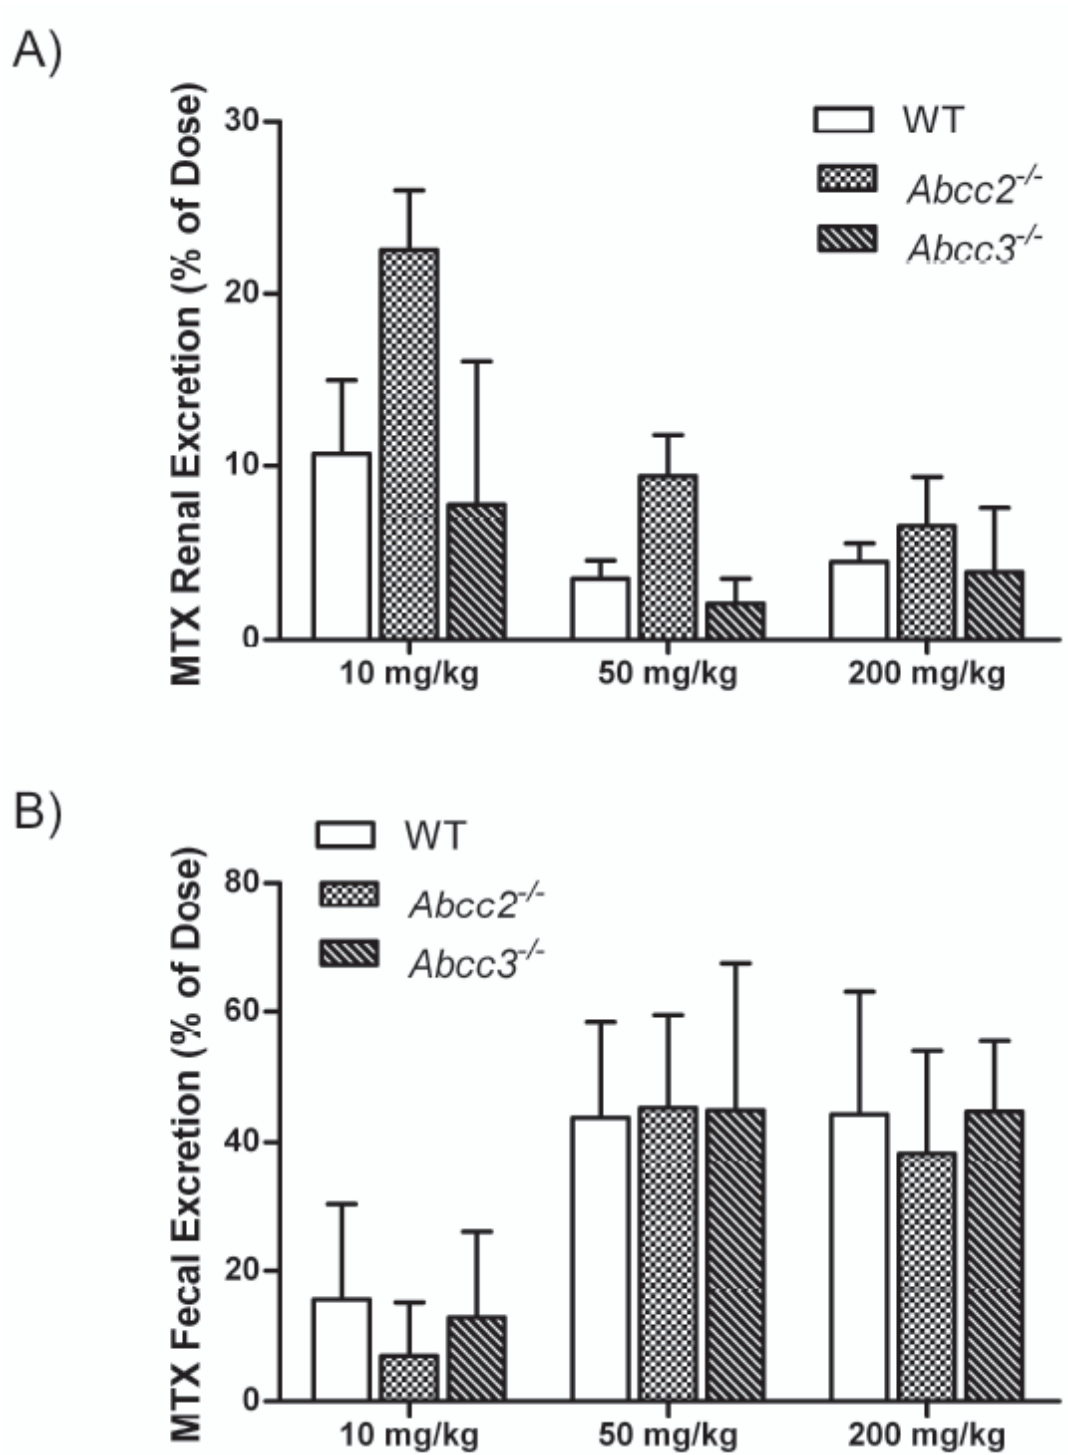 A)
MTX Renal Excretion (% of Dose)
30
20
10
0
WT
Abcc2-/-
Abcc3-/-
10 mg/kg
50 mg/kg
200 mg/kg
B)
MTX Fecal Excretion (% of Dose)
80
60
40
20
0
WT
Abcc2-/-
Abcc3-/-
10 mg/kg
50 mg/kg
200 mg/kg